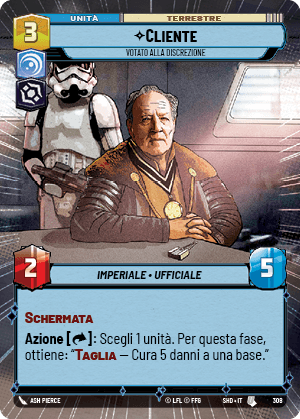 UNITÀ
TERRESTRE
3
Cliente
VOTATO ALLA DISCREZIONE
2
IMPERIALE • UFFICIALE
5
SCHERMATA
Azione [ ]: Scegli 1 unità. Per questa fase,
ottiene: “TAGLIA – Cura 5 danni a una base.”
ASH PIERCE
© LFL © FFG
SHD • IT
308